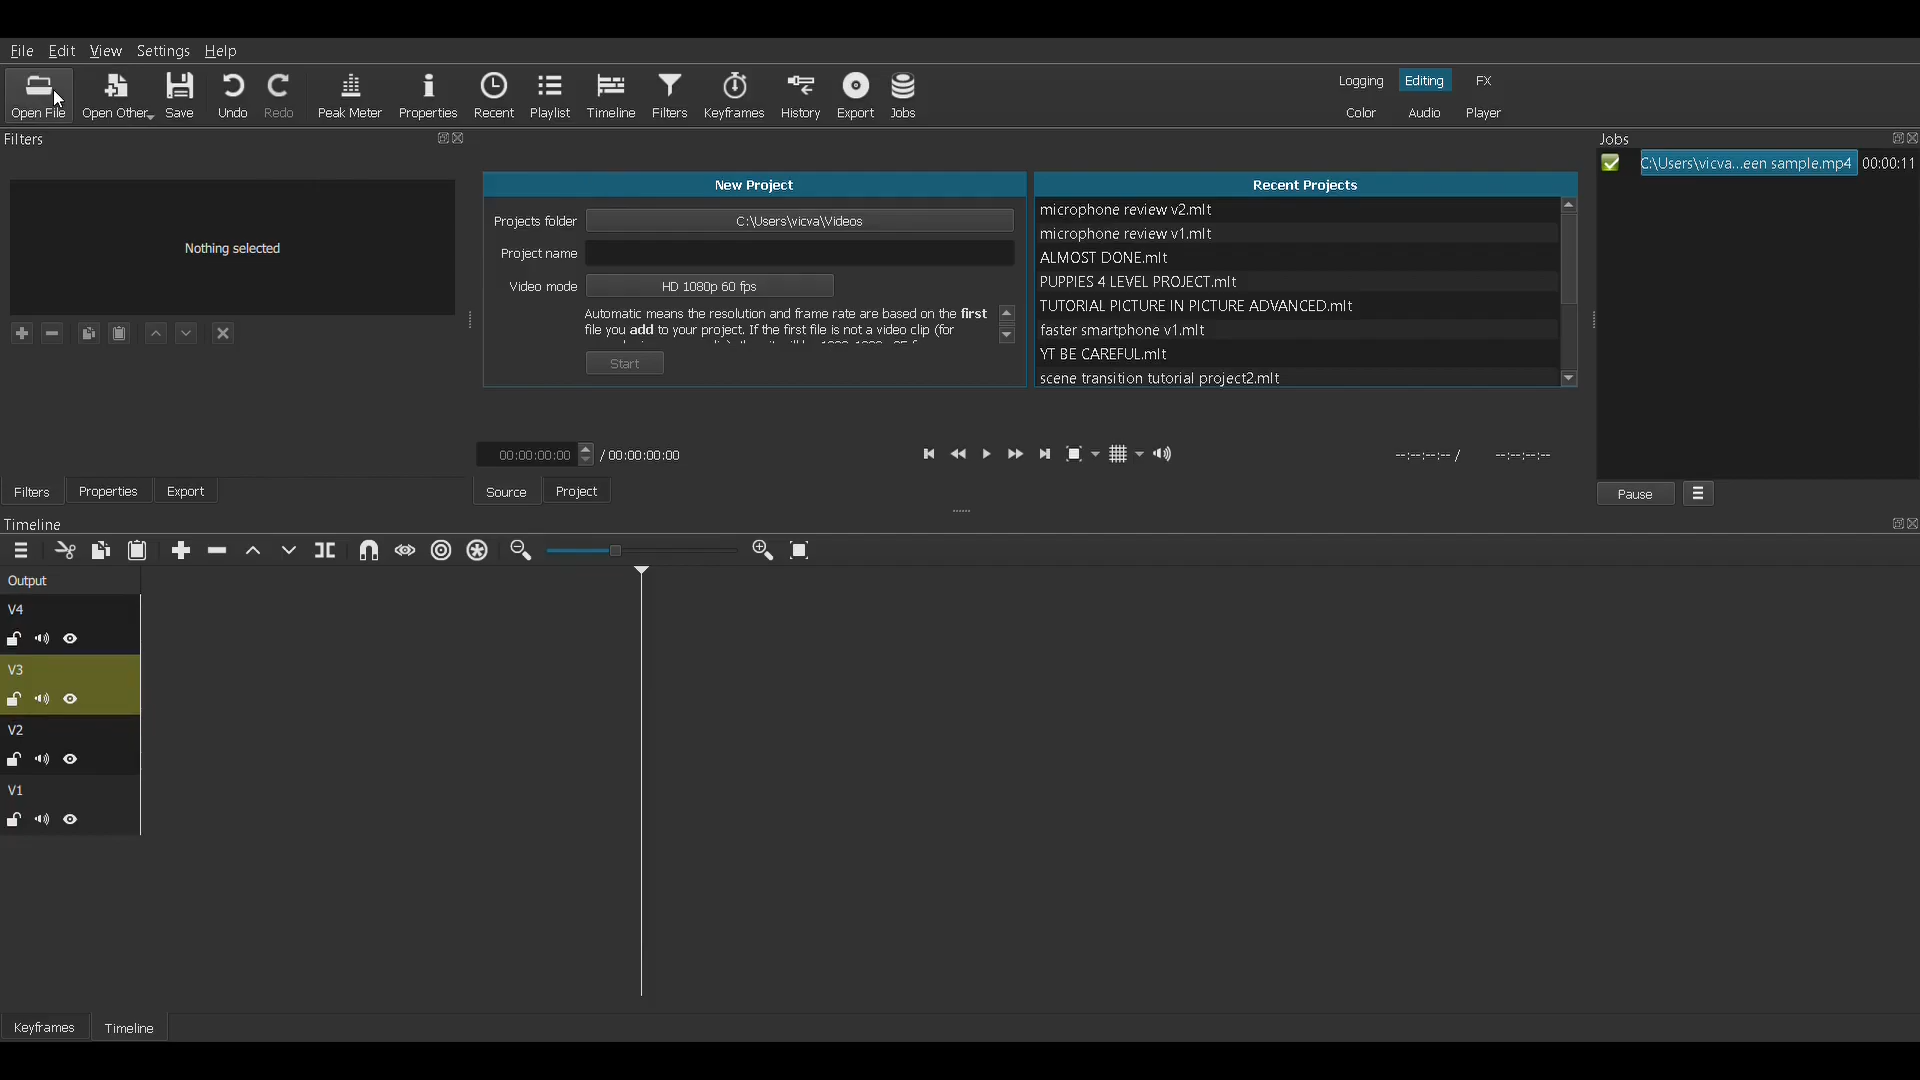 File Edit View Settings Help
Open File Open Other Save Undo Redo Peak Meter Properties Recent Playlist Timeline Filters Keyframes History Export Jobs
Logging Editing FX
Color Audio Player
Filters
Nothing selected
Filters Properties Export
New Project
Projects folder C:\Users\vicva\Videos
Project name
Video mode HD 1080p 60 fps
Automatic means the resolution and frame rate are based on the first
file you add to your project. If the first file is not a video clip (for
Start
Recent Projects
microphone review v2.mlt
microphone review v1.mlt
ALMOST DONE.mlt
PUPPIES 4 LEVEL PROJECT.mlt
TUTORIAL PICTURE IN PICTURE ADVANCED.mlt
faster smartphone v1.mlt
YT BE CAREFUL.mlt
scene transition tutorial project2.mlt
00:00:00:00 / 00:00:00:00
--:--:--:-- / --:--:--:--
Source Project
Jobs
C:\Users\vicva...een sample.mp4 00:00:11
Pause
Timeline
Output
V4
V3
V2
V1
Keyframes Timeline